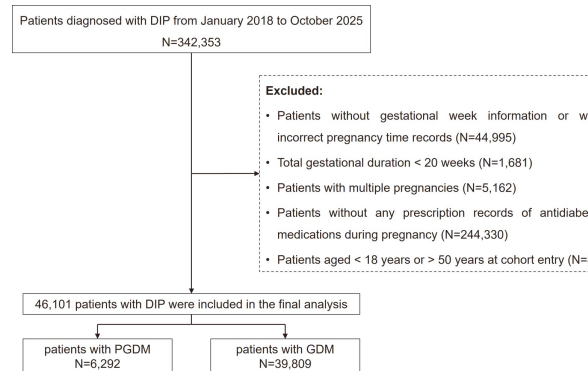 Patients diagnosed with DIP from January 2018 to October 2025
N=342,353
Excluded:
• Patients without gestational week information or
incorrect pregnancy time records (N=44,995)
• Total gestational duration < 20 weeks (N=1,681)
• Patients with multiple pregnancies (N=5,162)
• Patients without any prescription records of
medications during pregnancy (N=244,330)
• Patients aged < 18 years or > 50 years at cohort entry (N=
46,101 patients with DIP were included in the final analysis
patients with PGDM
N=6,292
patients with GDM
N=39,809